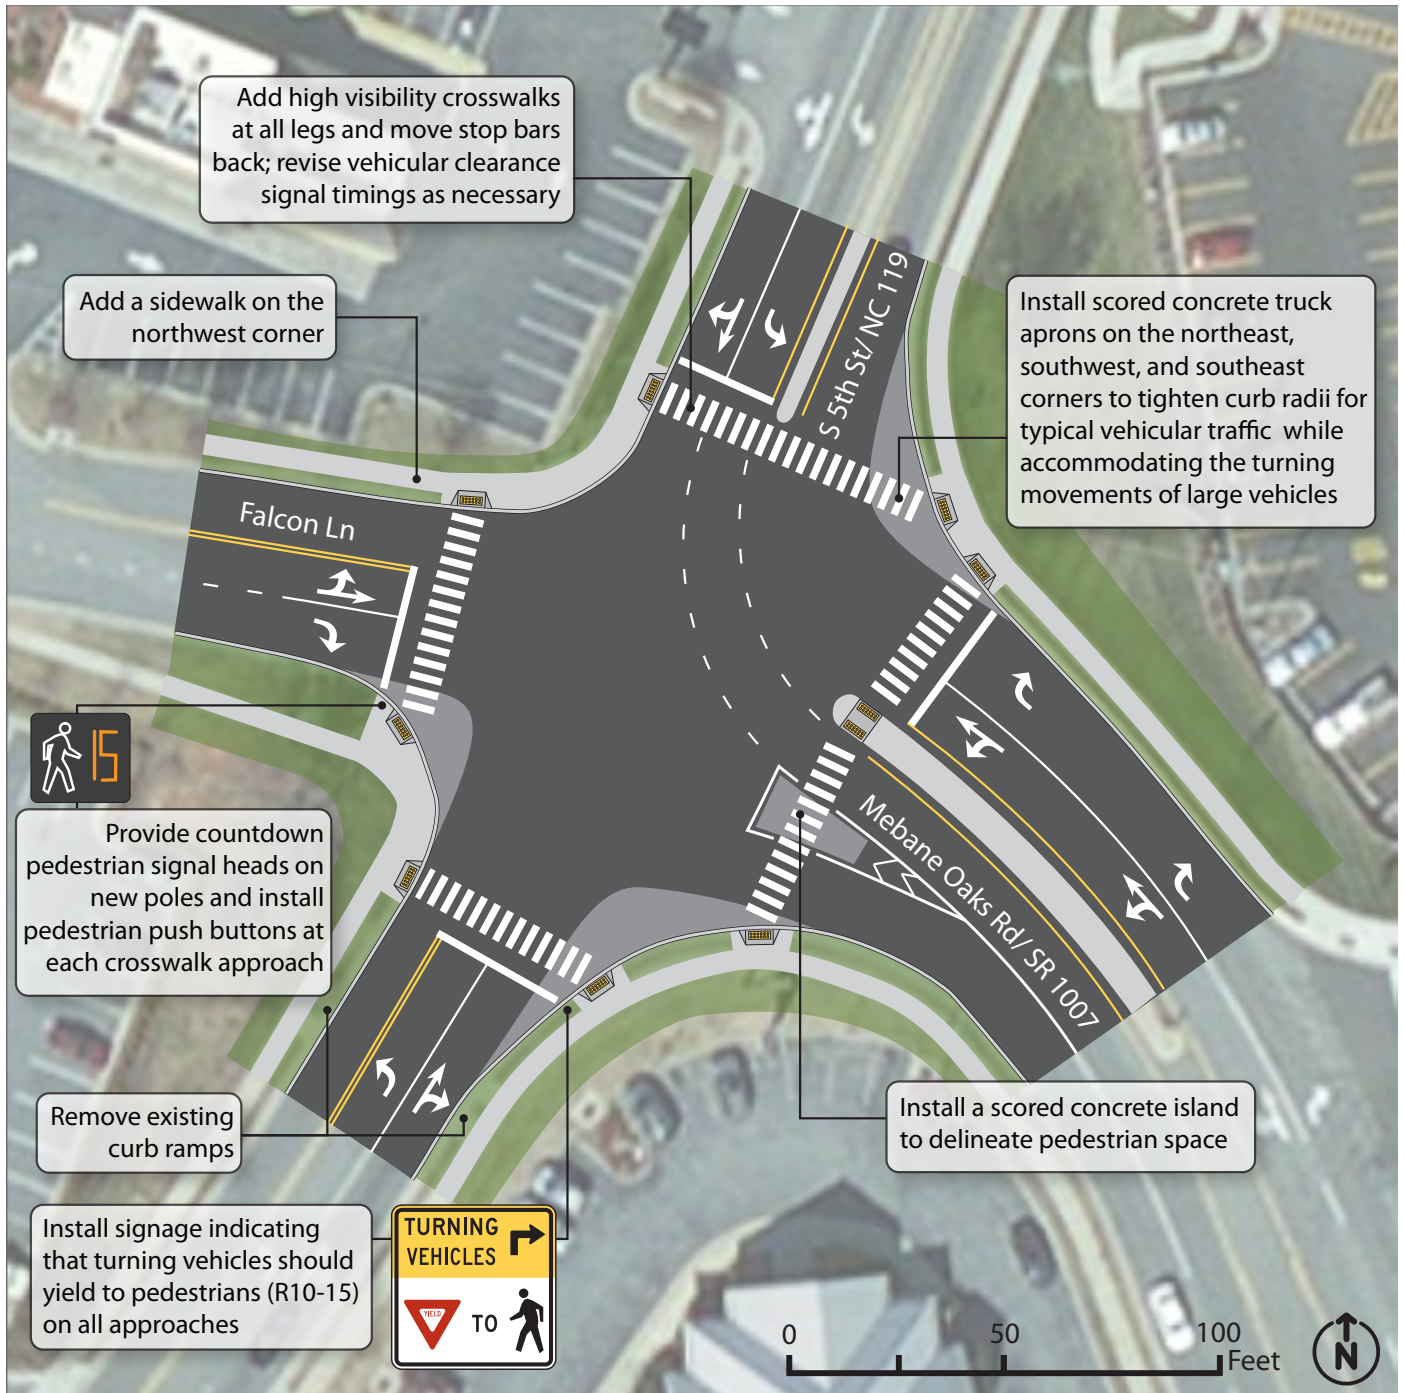 Add high visibility crosswalks
at all legs and move stop bars
back; revise vehicular clearance
signal timings as necessary
Add a sidewalk on the
northwest corner
S 5th St/ NC 119
Install scored concrete truck
aprons on the northeast,
southwest, and southeast
corners to tighten curb radii for
typical vehicular traffic while
accommodating the turning
movements of large vehicles
Falcon Ln
15
Provide countdown
pedestrian signal heads on
new poles and install
pedestrian push buttons at
each crosswalk approach
Mebane Oaks Rd/ SR 1007
Remove existing
curb ramps
Install a scored concrete island
to delineate pedestrian space
Install signage indicating
that turning vehicles should
yield to pedestrians (R10-15)
on all approaches
TURNING
VEHICLES
YIELD
TO
0 50 100
Feet
N